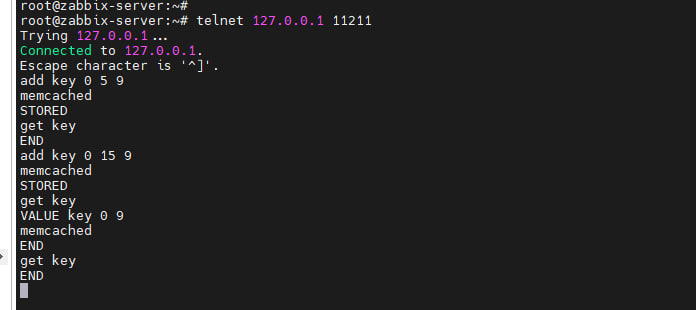 root@zabbix-server:~#
root@zabbix-server:~# telnet 127.0.0.1 11211
Trying 127.0.0.1...
Connected to 127.0.0.1.
Escape character is '^]'.
add key 0 5 9
memcached
STORED
get key
END
add key 0 15 9
memcached
STORED
get key
VALUE key 0 9
memcached
END
get key
END